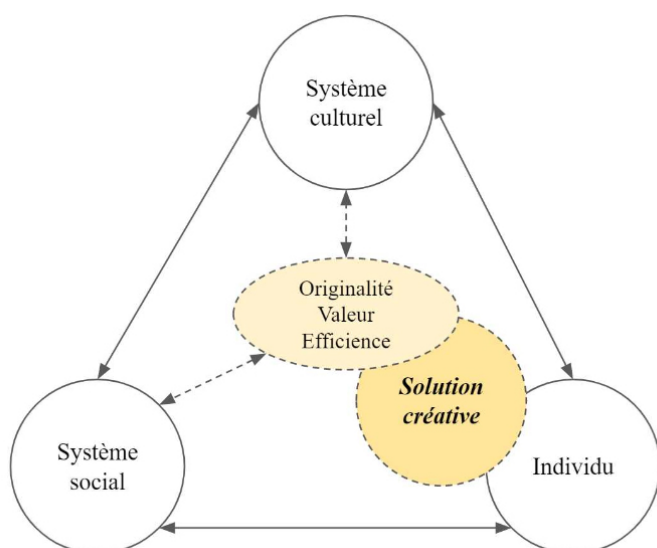 Système
culturel
Originalité
Valeur
Efficience
Solution
créative
Système
social
Individu